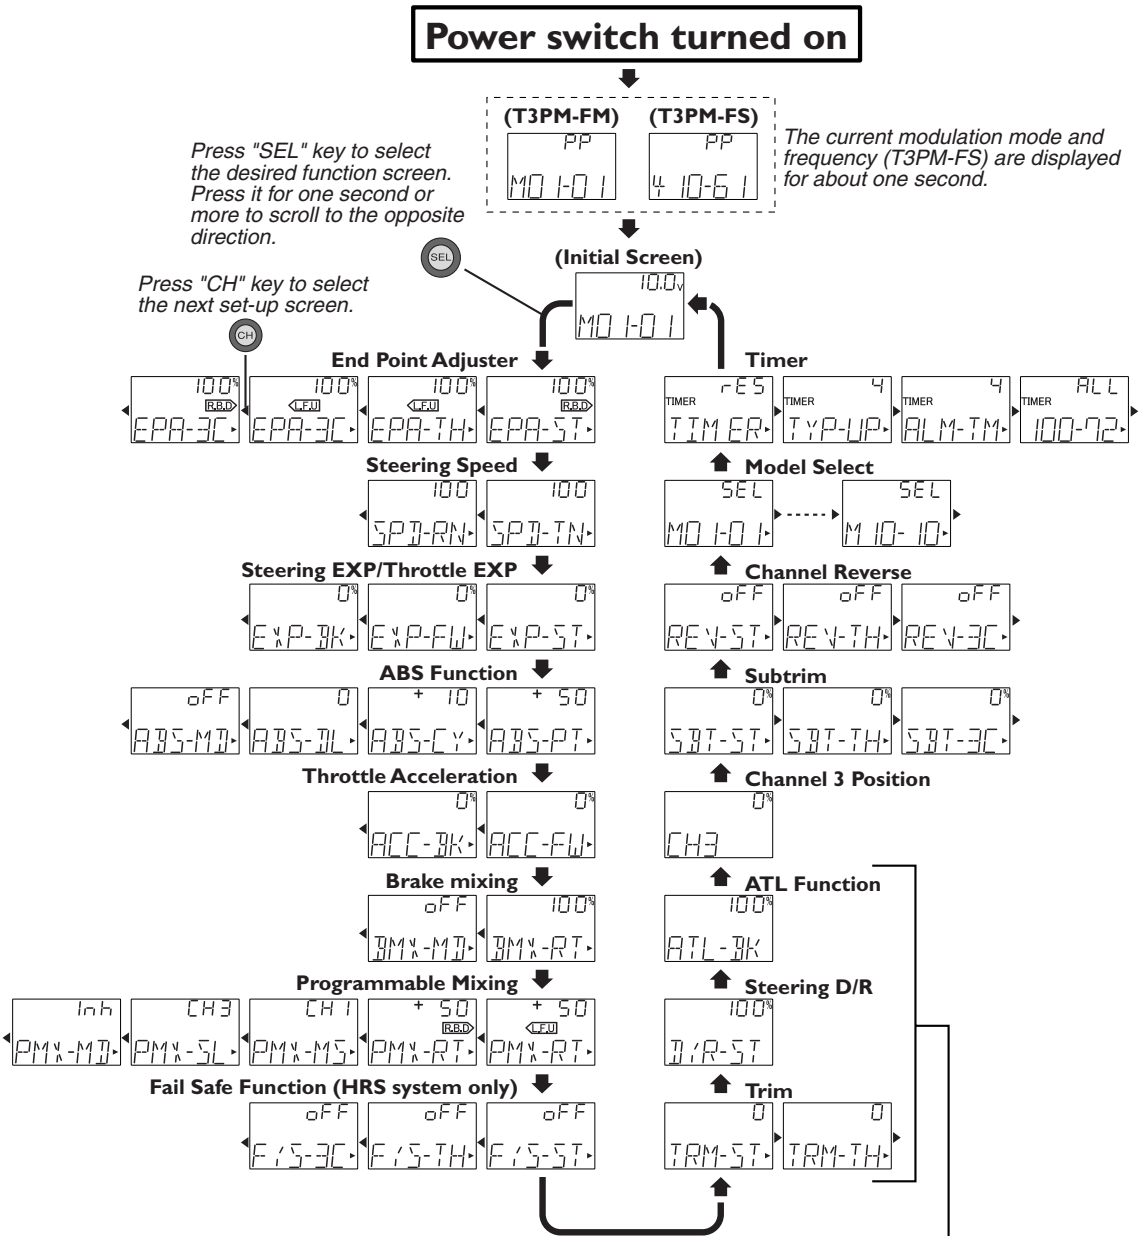 Power switch turned on
(T3PM-FM) (T3PM-FS)
PP PP
M01-01 4 10-61
The current modulation mode and
frequency (T3PM-FS) are displayed
for about one second.
Press "SEL" key to select
the desired function screen.
Press it for one second or
more to scroll to the opposite
direction.
SEL
Press "CH" key to select
the next set-up screen.
CH
(Initial Screen)
10.0V
M01-01
End Point Adjuster
100% 100% 100% 100%
R.B.D L.F.U L.F.U R.B.D
EPA-3C EPA-3C EPA-TH EPA-ST
Timer
rES 4 4 ALL
TIMER TIMER TIMER TIMER
TIMER TYP-UP ALM-TM 100-72
Steering Speed
100 100
SPD-RN SPD-TN
Model Select
SEL SEL
M01-01 M10-10
Steering EXP/Throttle EXP
0% 0% 0%
EXP-BK EXP-FW EXP-ST
Channel Reverse
oFF oFF oFF
REV-ST REV-TH REV-3C
ABS Function
oFF 0 + 10 + 50
ABS-MD ABS-DL ABS-CY ABS-PT
Subtrim
0% 0% 0%
SBT-ST SBT-TH SBT-3C
Throttle Acceleration
0% 0%
ACC-BK ACC-FW
Channel 3 Position
0%
CH3
Brake mixing
oFF 100%
BMX-MD BMX-RT
ATL Function
100%
ATL-BK
Programmable Mixing
Inh CH3 CH1 + 50 + 50
R.B.D L.F.U
PMX-MD PMX-SL PMX-MS PMX-RT PMX-RT
Steering D/R
100%
D/R-ST
Fail Safe Function (HRS system only)
oFF oFF oFF
F/S-3C F/S-TH F/S-ST
Trim
0 0
TRM-ST TRM-TH